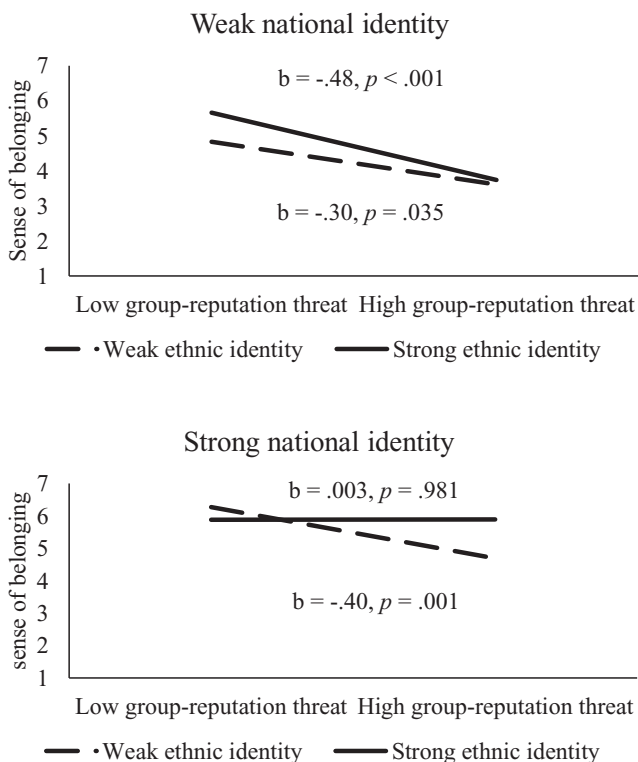 Weak national identity
7
6
5
4
3
2
1
Sense of belonging
b = -.48, p < .001
b = -.30, p = .035
Low group-reputation threat High group-reputation threat
Weak ethnic identity Strong ethnic identity
Strong national identity
7
6
5
4
3
2
1
sense of belonging
b = .003, p = .981
b = -.40, p = .001
Low group-reputation threat High group-reputation threat
Weak ethnic identity Strong ethnic identity